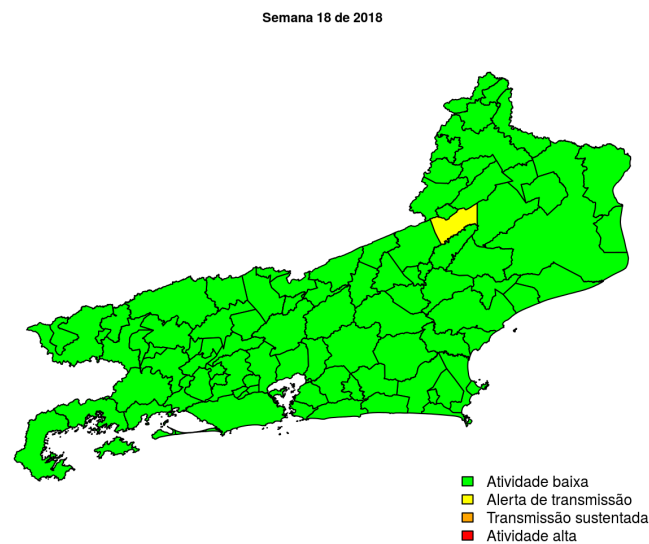 Semana 18 de 2018
Atividade baixa
Alerta de transmissão
Transmissão sustentada
Atividade alta